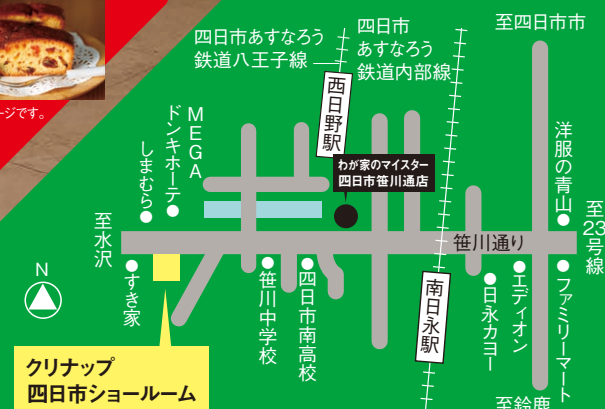 ージです。
四日市あすなろう
鉄道八王子線
四日市
あすなろう
鉄道内部線
至四日市市
西日野駅
わが家のマイスター
四日市笹川通店
MEGA
ドンキホーテ
しまむら
洋服の青山
至水沢
至23号線
笹川通り
N
すき家
笹川中学校
四日市南高校
南日永駅
日永カヨー
エディオン
ファミリーマート
クリナップ
四日市ショールーム
至鈴鹿